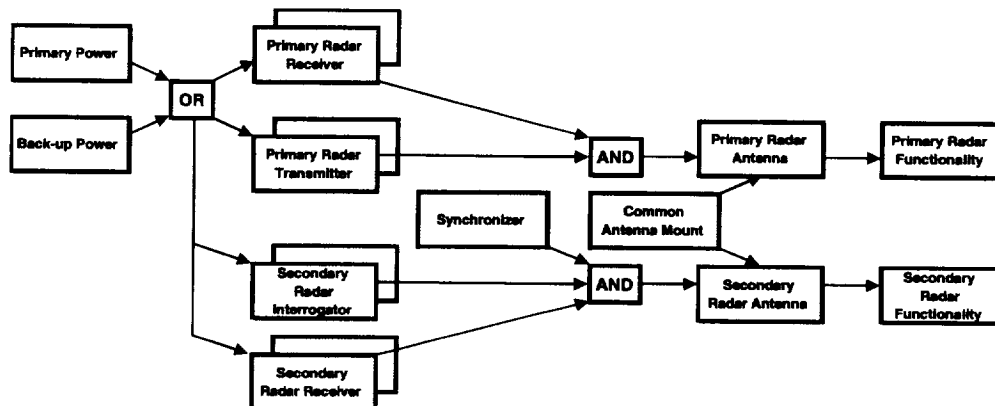 Primary Power
Back-up Power
OR
Primary Radar
Receiver
Primary Radar
Transmitter
Synchronizer
Secondary
Radar
Interrogator
Secondary
Radar Receiver
AND
AND
Primary Radar
Antenna
Common
Antenna Mount
Secondary
Radar Antenna
Primary Radar
Functionality
Secondary
Radar
Functionality